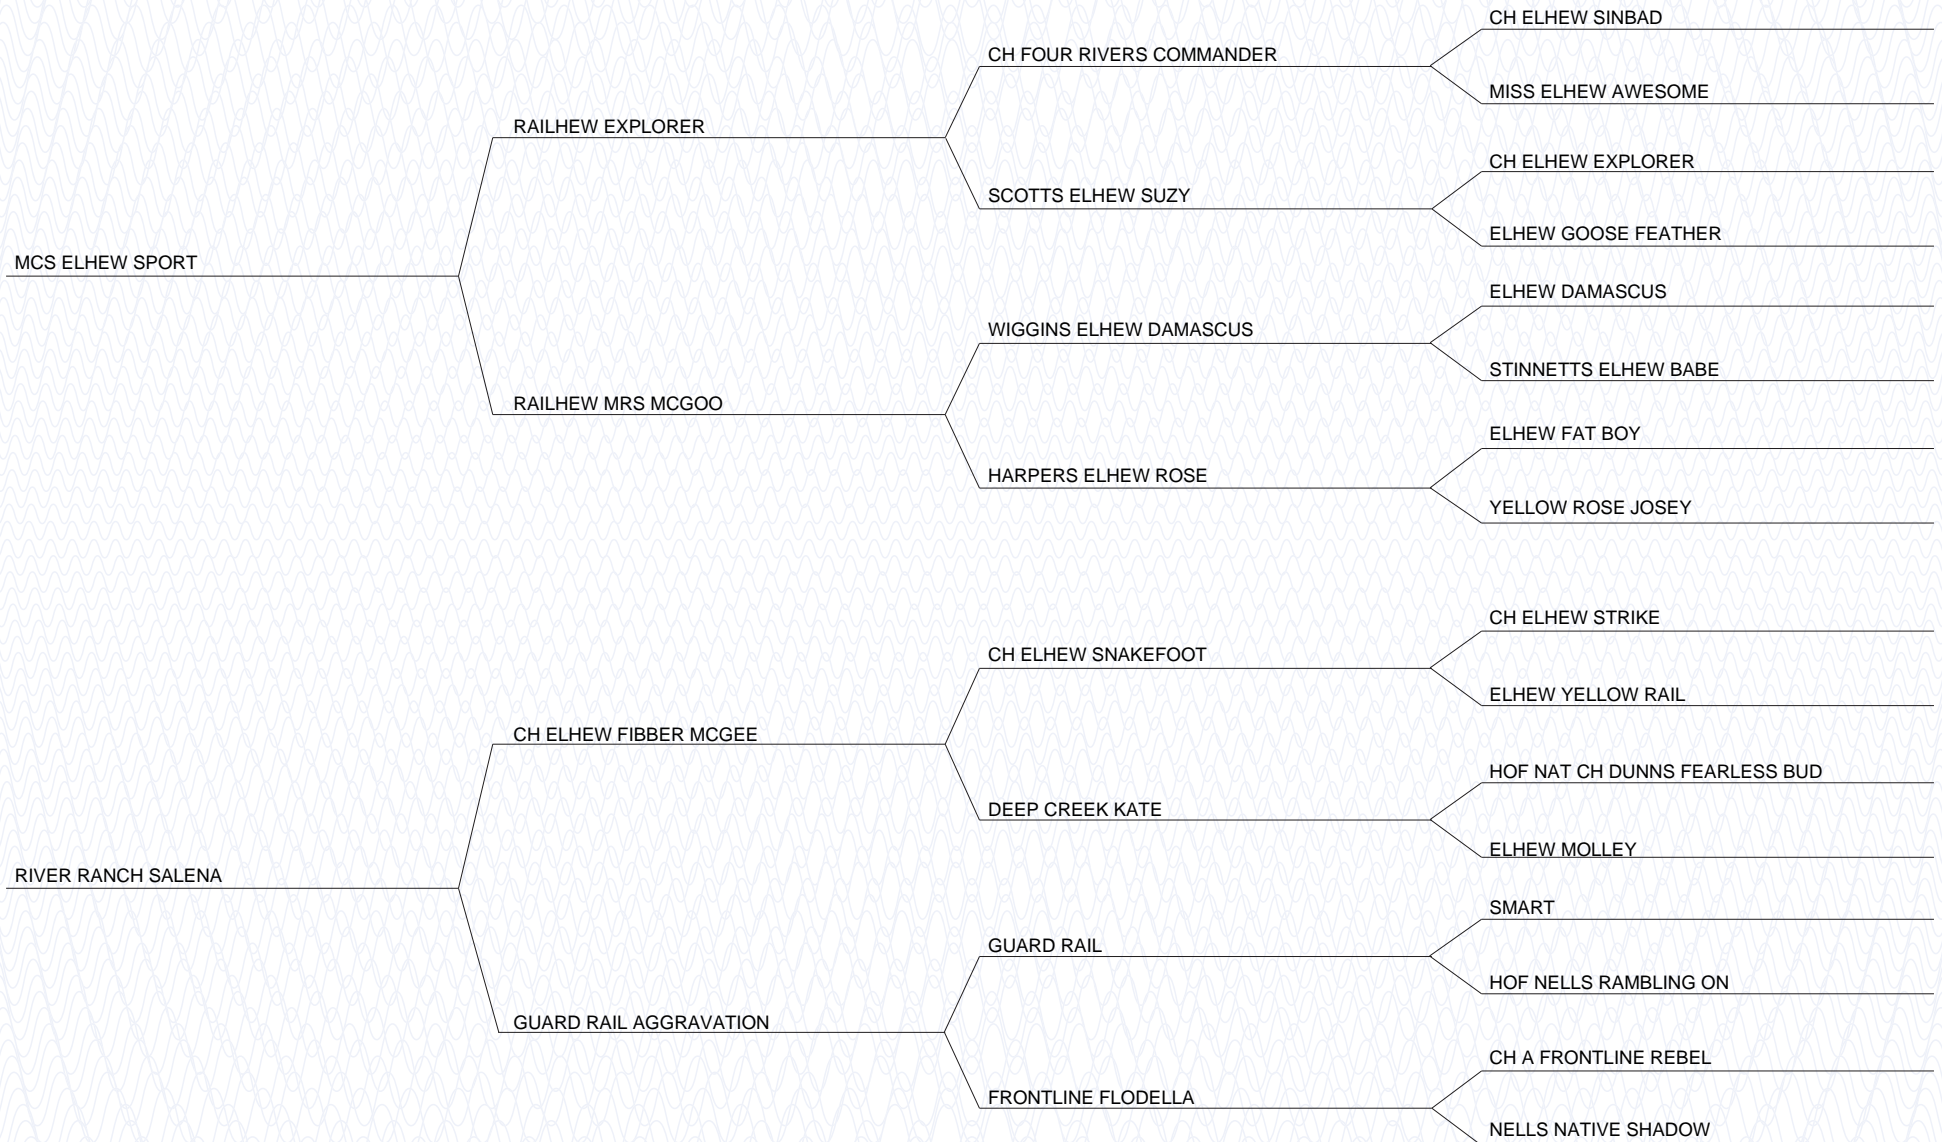 CH ELHEW SINBAD
CH FOUR RIVERS COMMANDER
MISS ELHEW AWESOME
RAILHEW EXPLORER
CH ELHEW EXPLORER
SCOTTS ELHEW SUZY
ELHEW GOOSE FEATHER
MCS ELHEW SPORT
ELHEW DAMASCUS
WIGGINS ELHEW DAMASCUS
STINNETTS ELHEW BABE
RAILHEW MRS MCGOO
ELHEW FAT BOY
HARPERS ELHEW ROSE
YELLOW ROSE JOSEY
CH ELHEW STRIKE
CH ELHEW SNAKEFOOT
ELHEW YELLOW RAIL
CH ELHEW FIBBER MCGEE
HOF NAT CH DUNNS FEARLESS BUD
DEEP CREEK KATE
ELHEW MOLLEY
RIVER RANCH SALENA
SMART
GUARD RAIL
HOF NELLS RAMBLING ON
GUARD RAIL AGGRAVATION
CH A FRONTLINE REBEL
FRONTLINE FLODELLA
NELLS NATIVE SHADOW